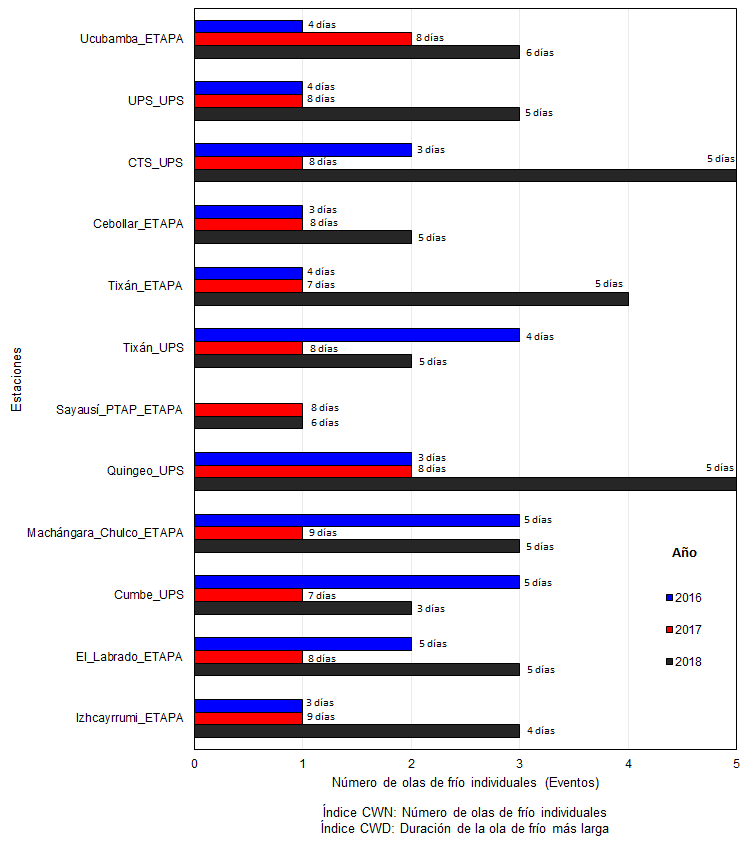 Ucubamba_ETAPA
4 días
8 días
6 días
UPS_UPS
4 días
8 días
5 días
CTS_UPS
3 días
8 días
5 días
Cebollar_ETAPA
3 días
8 días
5 días
Tixán_ETAPA
4 días
7 días
5 días
Tixán_UPS
4 días
8 días
5 días
Sayausí_PTAP_ETAPA
8 días
6 días
Quingeo_UPS
3 días
8 días
5 días
Machángara_Chulco_ETAPA
5 días
9 días
5 días
Cumbe_UPS
5 días
7 días
3 días
El_Labrado_ETAPA
5 días
8 días
5 días
Izhcayrrumi_ETAPA
3 días
9 días
4 días
Estaciones
Año
2016
2017
2018
0 1 2 3 4 5
Número de olas de frío individuales (Eventos)
Índice CWN: Número de olas de frío individuales
Índice CWD: Duración de la ola de frío más larga